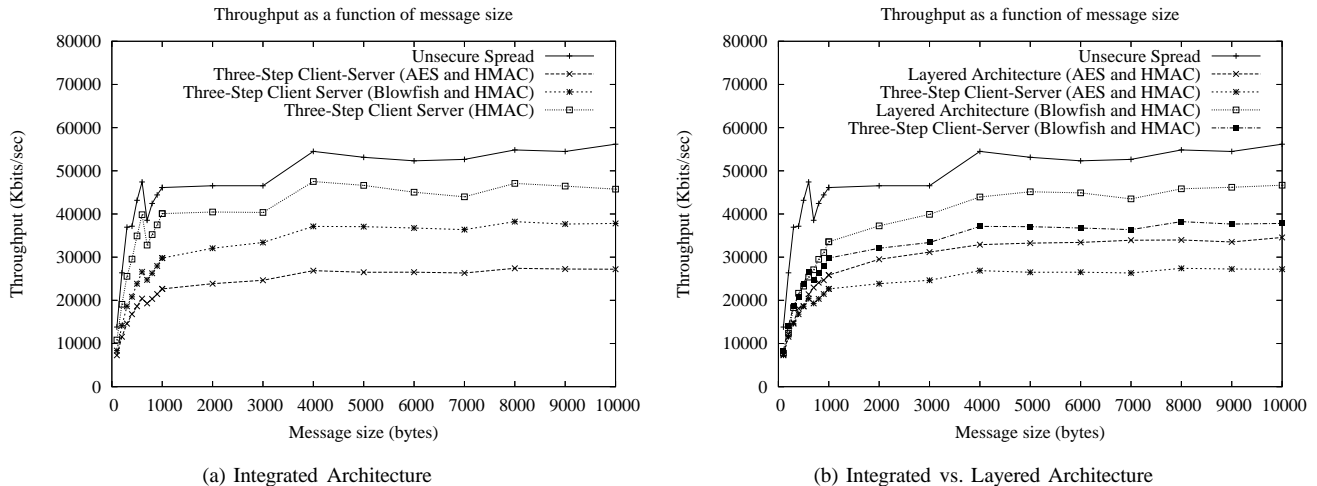 Throughput as a function of message size
80000
70000
60000
50000
40000
30000
20000
10000
0
Throughput (Kbits/sec)
Unsecure Spread
Three-Step Client-Server (AES and HMAC)
Three-Step Client Server (Blowfish and HMAC)
Three-Step Client Server (HMAC)
0 1000 2000 3000 4000 5000 6000 7000 8000 9000 10000
Message size (bytes)
(a) Integrated Architecture
Throughput as a function of message size
80000
70000
60000
50000
40000
30000
20000
10000
0
Throughput (Kbits/sec)
Unsecure Spread
Layered Architecture (AES and HMAC)
Three-Step Client-Server (AES and HMAC)
Layered Architecture (Blowfish and HMAC)
Three-Step Client-Server (Blowfish and HMAC)
0 1000 2000 3000 4000 5000 6000 7000 8000 9000 10000
Message size (bytes)
(b) Integrated vs. Layered Architecture